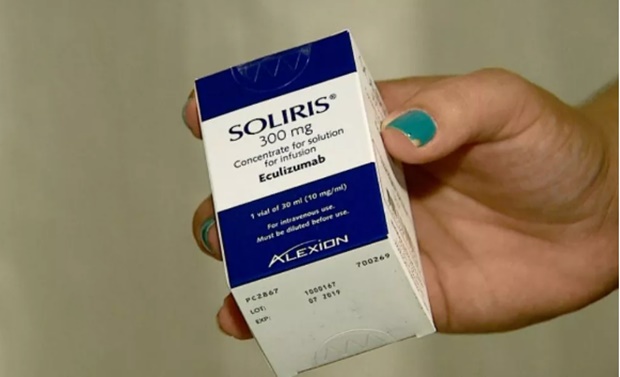 SOLIRIS®
300 mg
Concentrate for solution
for infusion
Eculizumab
1 vial of 30 ml (10 mg/ml)
For intravenous use.
Must be diluted before use.
ALEXION
PC2867 700269
LOT: 1000167
EXP: 07 2019